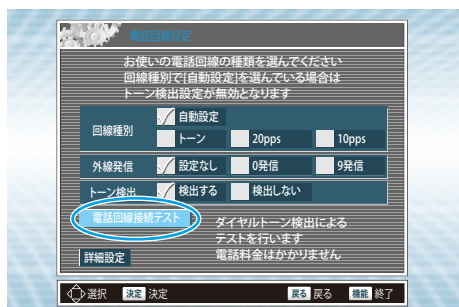 電話回線設定
お使いの電話回線の種類を選んでください
回線種別で[自動設定]を選んでいる場合は
トーン検出設定が無効となります
回線種別 自動設定
トーン 20pps 10pps
外線発信 設定なし 0発信 9発信
トーン検出 検出する 検出しない
電話回線接続テスト
ダイヤルトーン検出による
テストを行います
電話料金はかかりません
詳細設定
選択 決定 決定 戻る 戻る 機能 終了